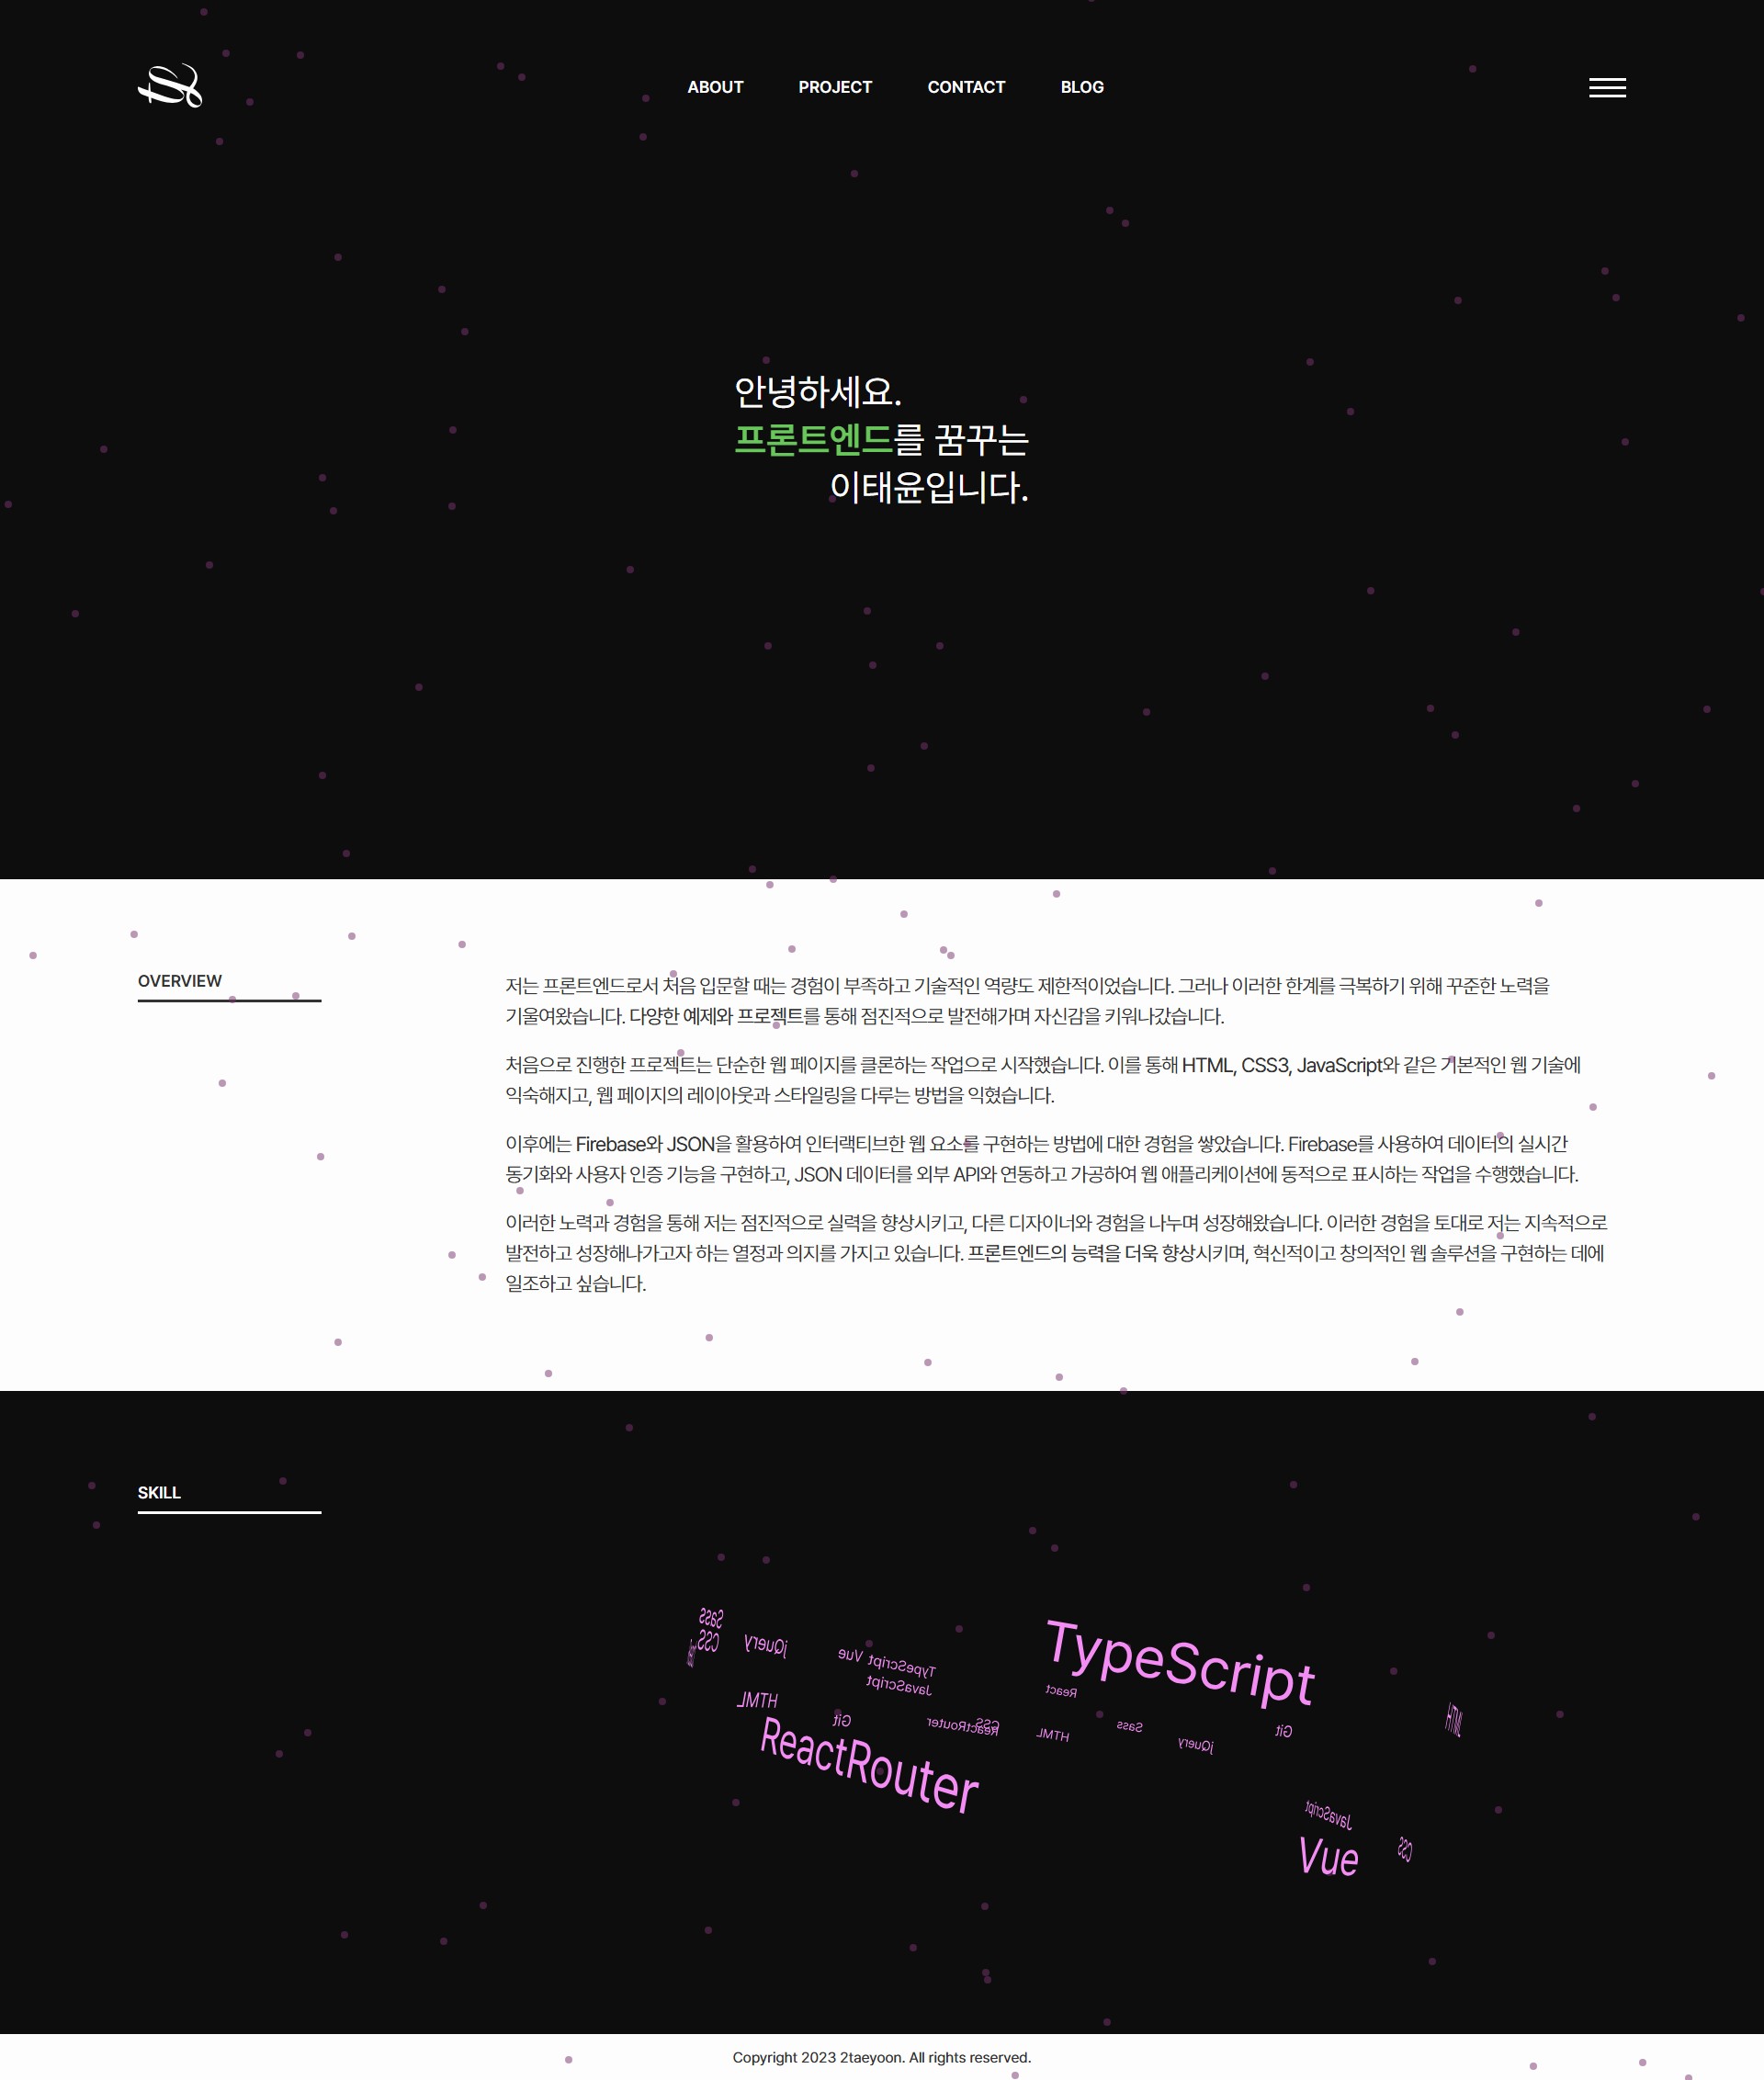 ABOUT PROJECT CONTACT BLOG
안녕하세요.
프론트엔드를 꿈꾸는
이태윤입니다.
OVERVIEW
저는 프론트엔드로서 처음 입문할 때는 경험이 부족하고 기술적인 역량도 제한적이었습니다. 그러나 이러한 한계를 극복하기 위해 꾸준한 노력을
기울여왔습니다. 다양한 예제와 프로젝트를 통해 점진적으로 발전해가며 자신감을 키워나갔습니다.
처음으로 진행한 프로젝트는 단순한 웹 페이지를 클론하는 작업으로 시작했습니다. 이를 통해 HTML, CSS3, JavaScript와 같은 기본적인 웹 기술에
익숙해지고, 웹 페이지의 레이아웃과 스타일링을 다루는 방법을 익혔습니다.
이후에는 Firebase와 JSON을 활용하여 인터랙티브한 웹 요소를 구현하는 방법에 대한 경험을 쌓았습니다. Firebase를 사용하여 데이터의 실시간
동기화와 사용자 인증 기능을 구현하고, JSON 데이터를 외부 API와 연동하고 가공하여 웹 애플리케이션에 동적으로 표시하는 작업을 수행했습니다.
이러한 노력과 경험을 통해 저는 점진적으로 실력을 향상시키고, 다른 디자이너와 경험을 나누며 성장해왔습니다. 이러한 경험을 토대로 저는 지속적으로
발전하고 성장해나가고자 하는 열정과 의지를 가지고 있습니다. 프론트엔드의 능력을 더욱 향상시키며, 혁신적이고 창의적인 웹 솔루션을 구현하는 데에
일조하고 싶습니다.
SKILL
Sass
CSS
jQuery
Vue
TypeScript
JavaScript
TypeScript
React
HTML
Git
ReactRouter
CSS
HTML
Sass
jQuery
Git
HTML
ReactRouter
JavaScript
Vue
CSS
Copyright 2023 2taeyoon. All rights reserved.